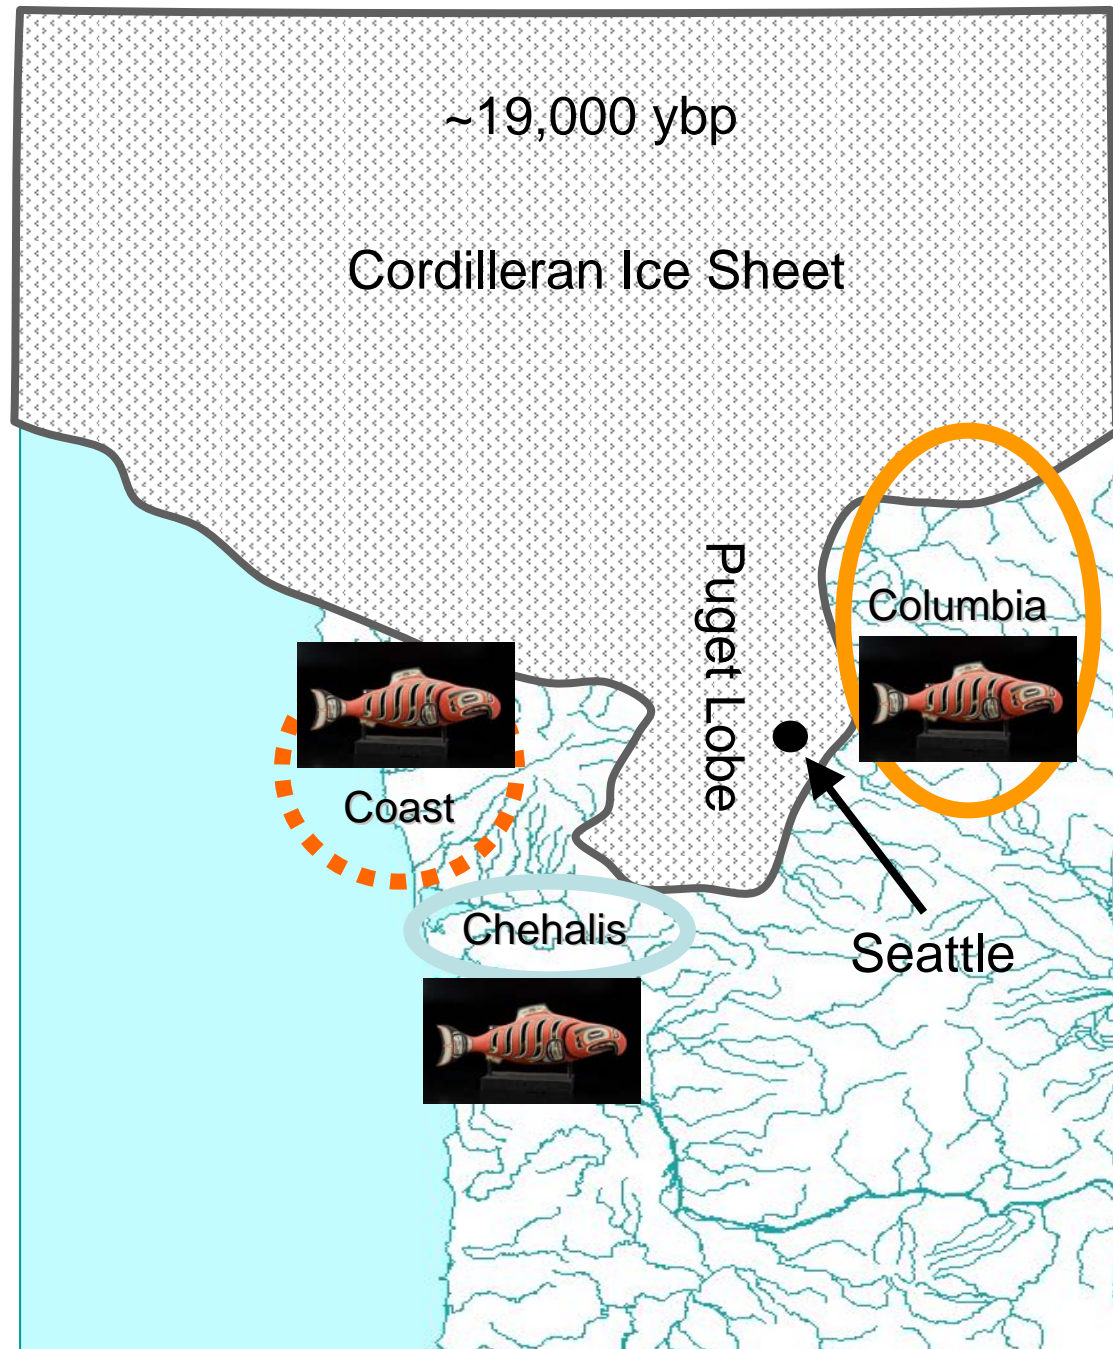 ~19,000 ybp
Cordilleran Ice Sheet
Puget Lobe
Columbia
Coast
Chehalis
Seattle